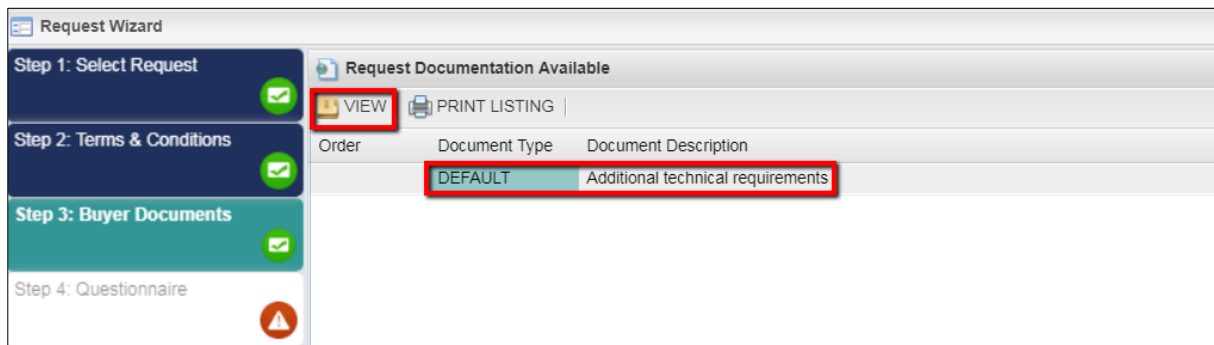 Request Wizard
Step 1: Select Request
Step 2: Terms & Conditions
Step 3: Buyer Documents
Step 4: Questionnaire
Request Documentation Available
VIEW PRINT LISTING
Order Document Type Document Description
DEFAULT Additional technical requirements